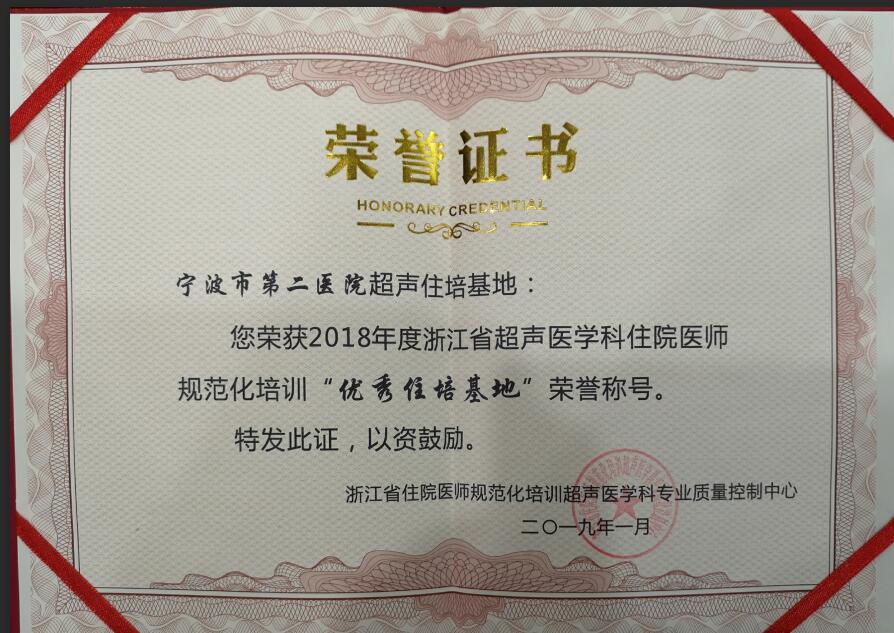 荣誉证书
HONORARY CREDENTIAL
宁波市第二医院超声住培基地：
您荣获2018年度浙江省超声医学科住院医师
规范化培训“优秀住培基地”荣誉称号。
特发此证，以资鼓励。
浙江省住院医师规范化培训超声医学科专业质量控制中心
二〇一九年一月